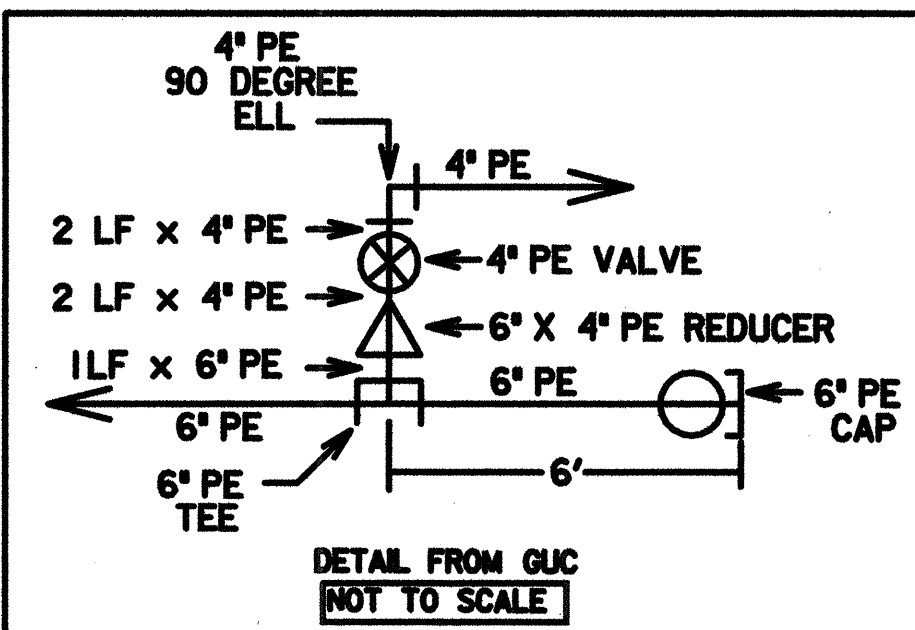 4" PE
90 DEGREE
ELL
4" PE
2 LF x 4" PE
4" PE VALVE
2 LF x 4" PE
6" X 4" PE REDUCER
1LF x 6" PE
6" PE
6" PE
CAP
6" PE
6'
6" PE
TEE
DETAIL FROM GUC
NOT TO SCALE